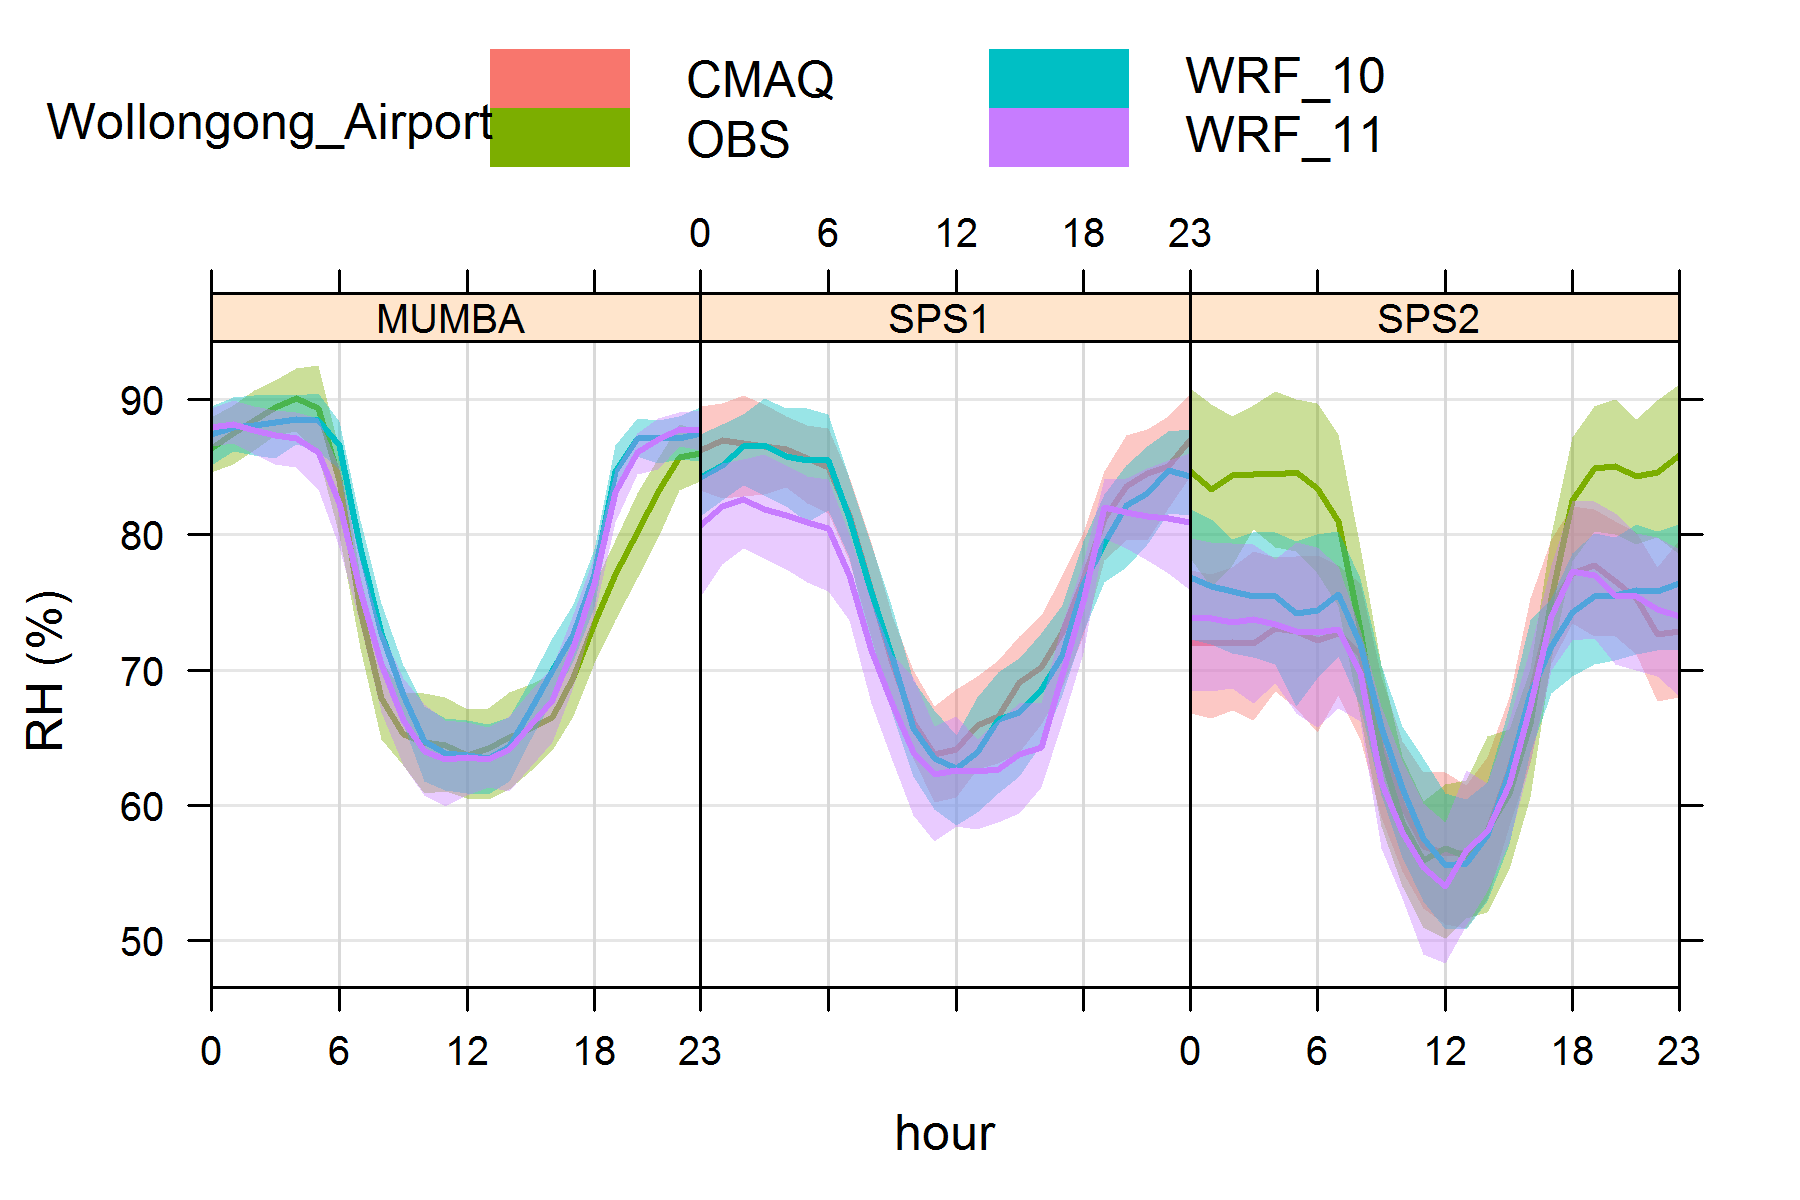 Wollongong_Airport
CMAQ
OBS
WRF_10
WRF_11
0 6 12 18 23
MUMBA SPS1 SPS2
90
80
70
60
50
RH (%)
0 6 12 18 23 0 6 12 18 23
hour